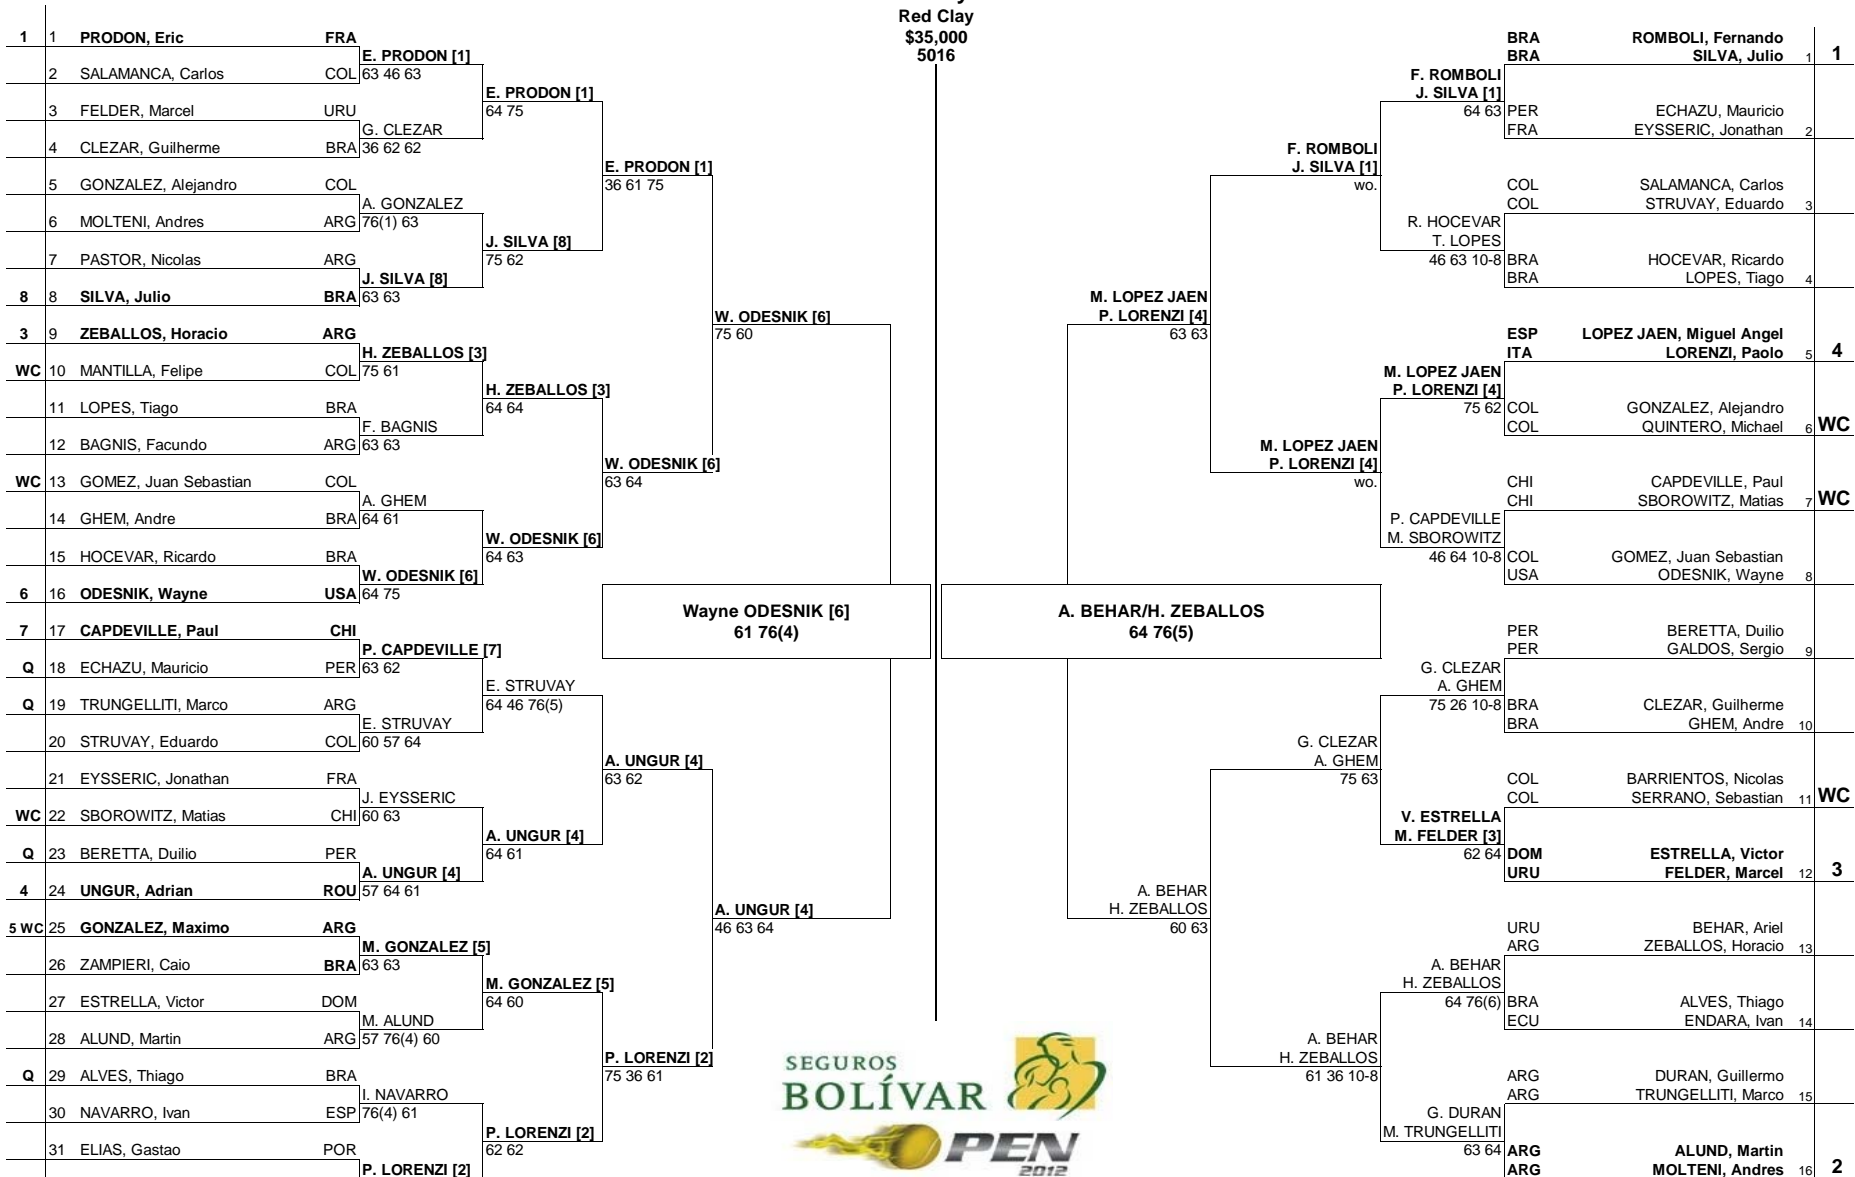 Red Clay
$35,000
5016
1 1 PRODON, Eric FRA
E. PRODON [1]
2 SALAMANCA, Carlos COL 63 46 63
E. PRODON [1]
3 FELDER, Marcel URU 64 75
G. CLEZAR
4 CLEZAR, Guilherme BRA 36 62 62
E. PRODON [1]
5 GONZALEZ, Alejandro COL 36 61 75
A. GONZALEZ
6 MOLTENI, Andres ARG 76(1) 63
J. SILVA [8]
7 PASTOR, Nicolas ARG 75 62
J. SILVA [8]
8 8 SILVA, Julio BRA 63 63
W. ODESNIK [6]
3 9 ZEBALLOS, Horacio ARG 75 60
H. ZEBALLOS [3]
WC 10 MANTILLA, Felipe COL 75 61
H. ZEBALLOS [3]
11 LOPES, Tiago BRA 64 64
F. BAGNIS
12 BAGNIS, Facundo ARG 63 63
W. ODESNIK [6]
WC 13 GOMEZ, Juan Sebastian COL 63 64
A. GHEM
14 GHEM, Andre BRA 64 61
W. ODESNIK [6]
15 HOCEVAR, Ricardo BRA 64 63
W. ODESNIK [6]
6 16 ODESNIK, Wayne USA 64 75
Wayne ODESNIK [6]
61 76(4)
7 17 CAPDEVILLE, Paul CHI
P. CAPDEVILLE [7]
Q 18 ECHAZU, Mauricio PER 63 62
E. STRUVAY
Q 19 TRUNGELLITI, Marco ARG 64 46 76(5)
E. STRUVAY
20 STRUVAY, Eduardo COL 60 57 64
A. UNGUR [4]
21 EYSSERIC, Jonathan FRA 63 62
J. EYSSERIC
WC 22 SBOROWITZ, Matias CHI 60 63
A. UNGUR [4]
Q 23 BERETTA, Duilio PER 64 61
A. UNGUR [4]
4 24 UNGUR, Adrian ROU 57 64 61
A. UNGUR [4]
5 WC 25 GONZALEZ, Maximo ARG 46 63 64
M. GONZALEZ [5]
26 ZAMPIERI, Caio BRA 63 63
M. GONZALEZ [5]
27 ESTRELLA, Victor DOM 64 60
M. ALUND
28 ALUND, Martin ARG 57 76(4) 60
P. LORENZI [2]
Q 29 ALVES, Thiago BRA 75 36 61
I. NAVARRO
30 NAVARRO, Ivan ESP 76(4) 61
P. LORENZI [2]
31 ELIAS, Gastao POR 62 62
P. LORENZI [2]
BRA ROMBOLI, Fernando
BRA SILVA, Julio 1 1
F. ROMBOLI
J. SILVA [1]
64 63 PER ECHAZU, Mauricio
FRA EYSSERIC, Jonathan 2
F. ROMBOLI
J. SILVA [1]
wo. COL SALAMANCA, Carlos
COL STRUVAY, Eduardo 3
R. HOCEVAR
T. LOPES
46 63 10-8 BRA HOCEVAR, Ricardo
BRA LOPES, Tiago 4
M. LOPEZ JAEN
P. LORENZI [4]
63 63 ESP LOPEZ JAEN, Miguel Angel
ITA LORENZI, Paolo 5 4
M. LOPEZ JAEN
P. LORENZI [4]
75 62 COL GONZALEZ, Alejandro
COL QUINTERO, Michael 6 WC
M. LOPEZ JAEN
P. LORENZI [4]
wo. CHI CAPDEVILLE, Paul
CHI SBOROWITZ, Matias 7 WC
P. CAPDEVILLE
M. SBOROWITZ
46 64 10-8 COL GOMEZ, Juan Sebastian
USA ODESNIK, Wayne 8
A. BEHAR/H. ZEBALLOS
64 76(5)
PER BERETTA, Duilio
PER GALDOS, Sergio 9
G. CLEZAR
A. GHEM
75 26 10-8 BRA CLEZAR, Guilherme
BRA GHEM, Andre 10
G. CLEZAR
A. GHEM
75 63 COL BARRIENTOS, Nicolas
COL SERRANO, Sebastian 11 WC
V. ESTRELLA
M. FELDER [3]
62 64 DOM ESTRELLA, Victor
URU FELDER, Marcel 12 3
A. BEHAR
H. ZEBALLOS
60 63 URU BEHAR, Ariel
ARG ZEBALLOS, Horacio 13
A. BEHAR
H. ZEBALLOS
64 76(6) BRA ALVES, Thiago
ECU ENDARA, Ivan 14
A. BEHAR
H. ZEBALLOS
61 36 10-8 ARG DURAN, Guillermo
ARG TRUNGELLITI, Marco 15
G. DURAN
M. TRUNGELLITI
63 64 ARG ALUND, Martin
ARG MOLTENI, Andres 16 2
SEGUROS
BOLÍVAR
OPEN
2012